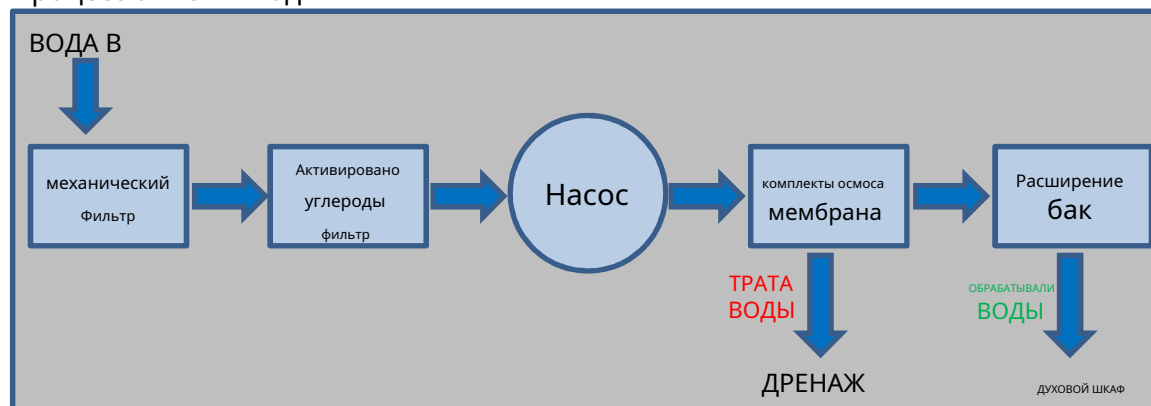 ВОДА В
механический
Фильтр
Активировано
углероды
фильтр
Насос
комплекты осмоса
мембрана
Расширение
бак
ТРАТА
ВОДЫ
ОБРАБАТЫВАЛИ
ВОДЫ
ДРЕНАЖ
ДУХОВОЙ ШКАФ